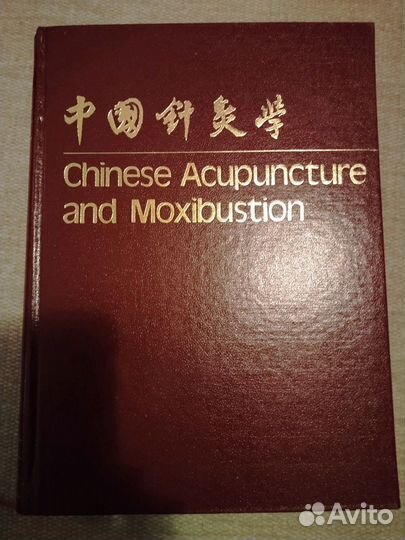 中国针灸学
Chinese Acupuncture
and Moxibustion
Avito